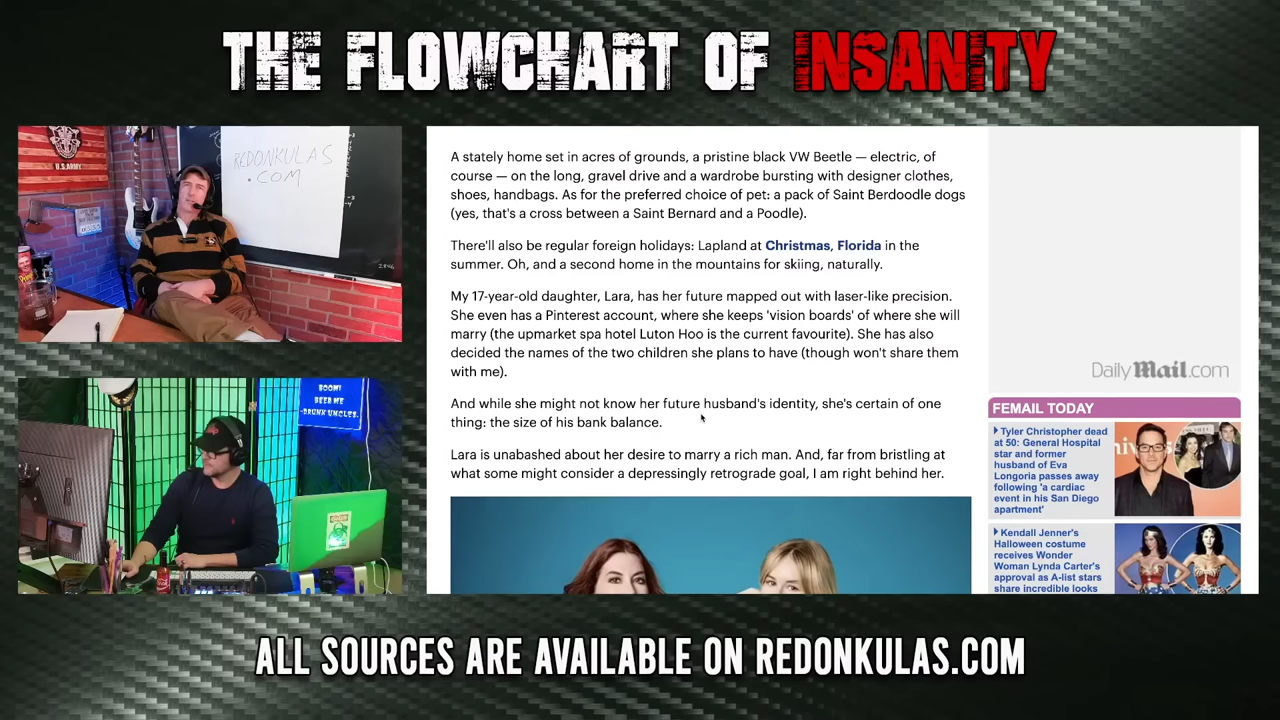 THE FLOWCHART OF INSANITY
U.S. ARMY
REDONKULAS
.COM
BOOM!
BEER ME
-DRUNK UNCLES.
A stately home set in acres of grounds, a pristine blank VW Beetle — electric, of
course — on the long, gravel drive and a wardrobe bursting with designer clothes,
shoes, handbags. As for the preferred choice of pet: a pack of Saint Berdoodle dogs
(yes, that's a cross between a Saint Bernard and a Poodle).
There'll also be regular foreign holidays: Lapland at Christmas, Florida in the
summer. Oh, and a second home in the mountains for skiing, naturally.
My 17-year-old daughter, Lara, has her future mapped out with laser-like precision.
She even has a Pinterest account, where she keeps 'vision boards' of where she will
marry (the upmarket spa hotel Luton Hoo is the current favourite). She has also
decided the names of the two children she plans to have (though won't share them
with me).
And while she might not know her future husband's identity, she's certain of one
thing: the size of his bank balance.
Lara is unabashed about her desire to marry a rich man. And, far from bristling at
what some might consider a depressingly retrograde goal, I am right behind her.
DailyMail.com
FEMAIL TODAY
Tyler Christopher dead
at 50: General Hospital
star and former
husband of Eva
Longoria passes away
following 'a cardiac
event in his San Diego
apartment'
Kendall Jenner's
Halloween costume
receives Wonder
Woman Lynda Carter's
approval as A-list stars
share incredible looks
ALL SOURCES ARE AVAILABLE ON REDONKULAS.COM